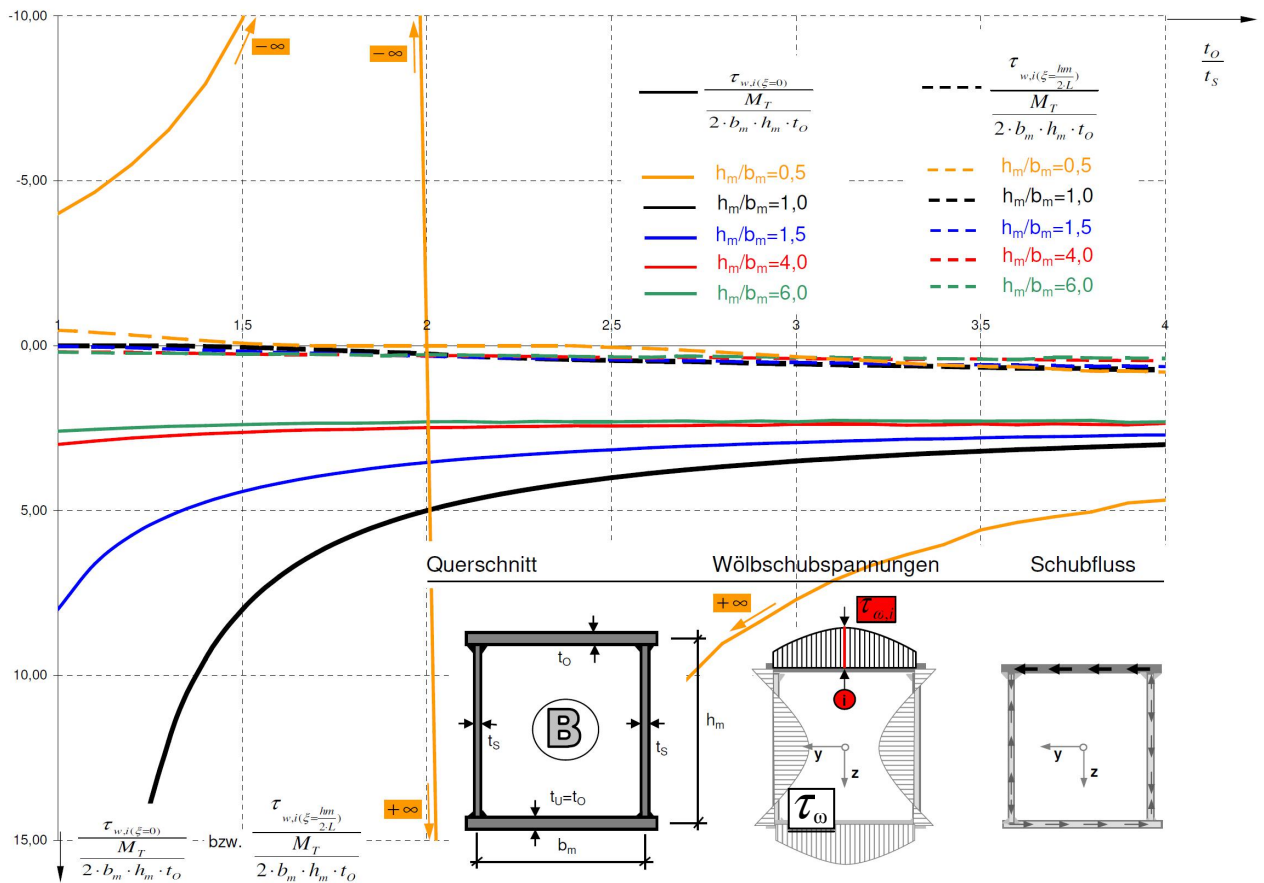 -10,00
-5,00
0,00
5,00
10,00
15,00
1
1,5
2
2,5
3
3,5
4
t_O
t_S
− ∞
− ∞
τ_w,i(ξ=0)
M_T
2 · b_m · h_m · t_O
τ_w,i(ξ=hm/2·L)
M_T
2 · b_m · h_m · t_O
h_m/b_m=0,5
h_m/b_m=1,0
h_m/b_m=1,5
h_m/b_m=4,0
h_m/b_m=6,0
h_m/b_m=0,5
h_m/b_m=1,0
h_m/b_m=1,5
h_m/b_m=4,0
h_m/b_m=6,0
Querschnitt
Wölbschubspannungen
Schubfluss
+ ∞
τ_ω,i
t_O
h_m
i
B
t_S
t_S
y
z
y
z
t_U=t_O
τ_ω
b_m
+ ∞
τ_w,i(ξ=0)
M_T
2 · b_m · h_m · t_O
bzw.
τ_w,i(ξ=hm/2·L)
M_T
2 · b_m · h_m · t_O